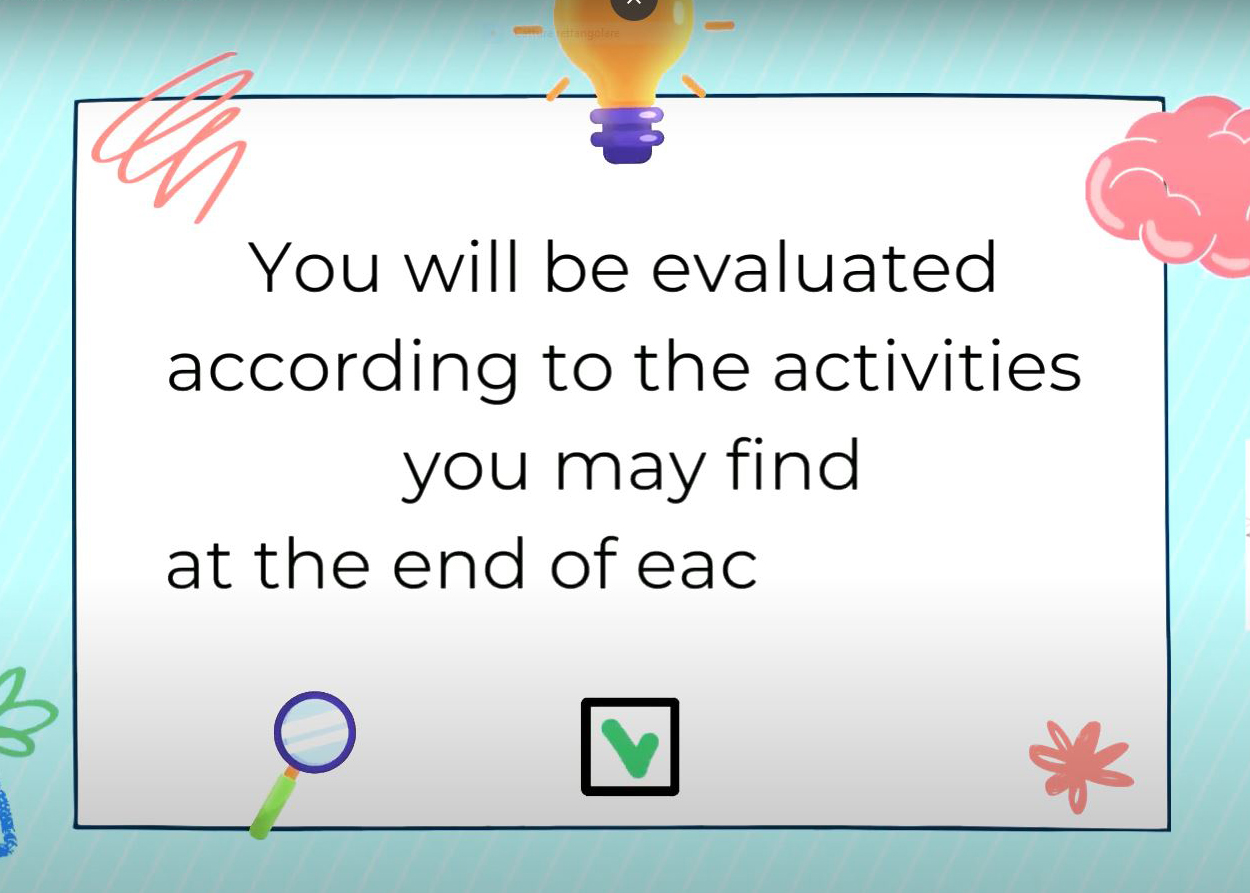 You will be evaluated
according to the activities
you may find
at the end of eac